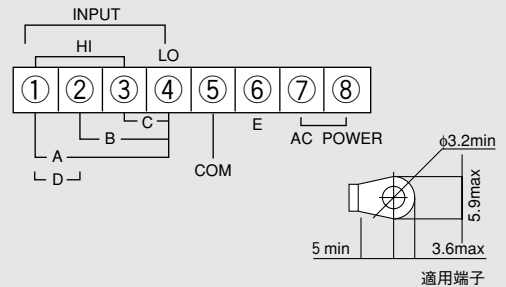 INPUT
HI
LO
① ② ③ ④ ⑤ ⑥ ⑦ ⑧
C
E
B
AC POWER
A
COM
D
φ3.2min
5.9max
5 min
3.6max
適用端子